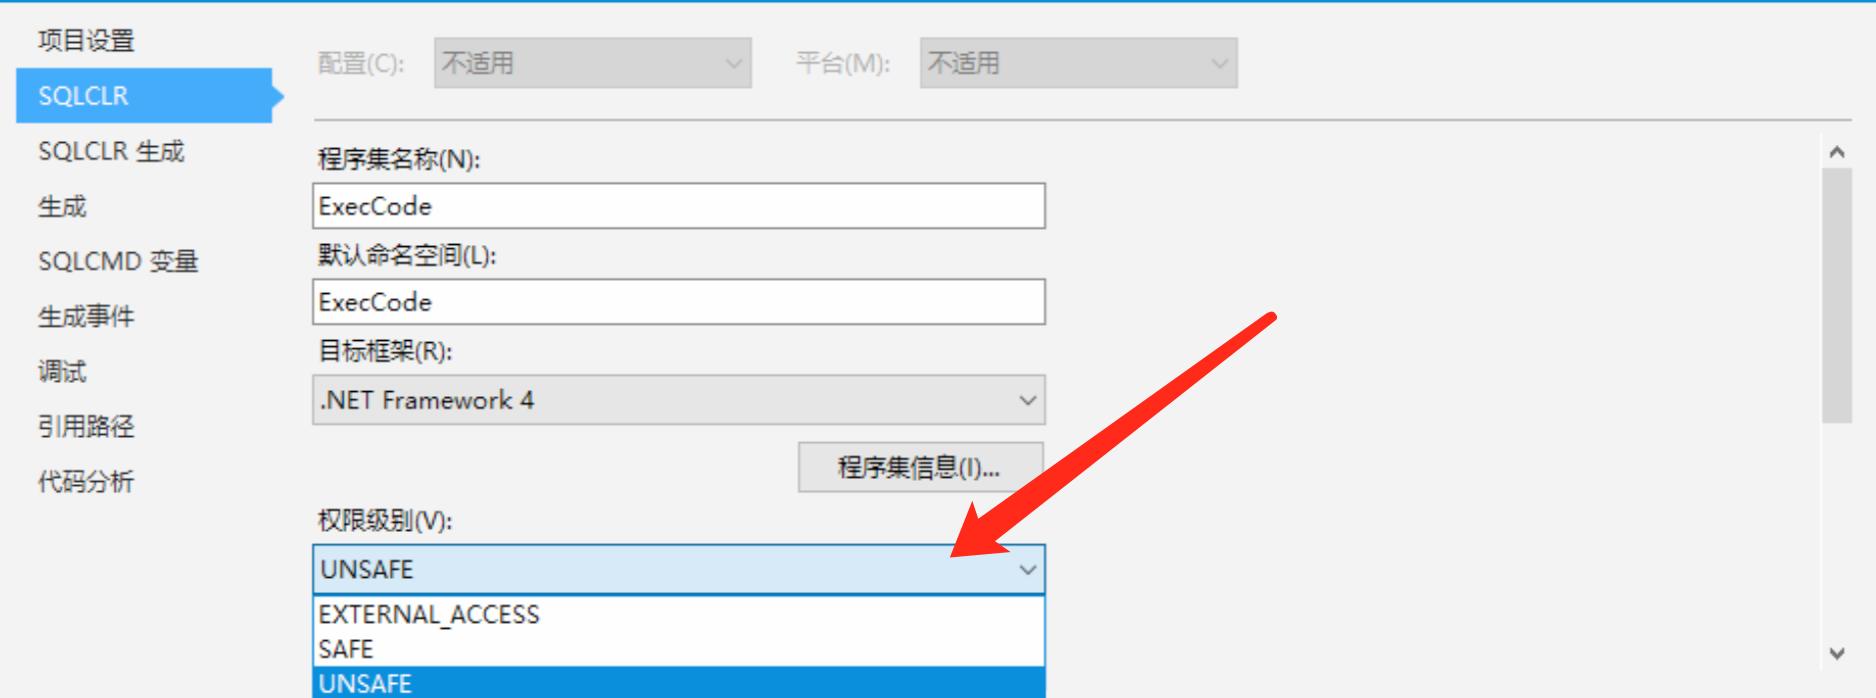 项目设置
SQLCLR
SQLCLR 生成
生成
SQLCMD 变量
生成事件
调试
引用路径
代码分析
配置(C): 不适用 平台(M): 不适用
程序集名称(N):
ExecCode
默认命名空间(L):
ExecCode
目标框架(R):
.NET Framework 4
程序集信息(I)...
权限级别(V):
UNSAFE
EXTERNAL_ACCESS
SAFE
UNSAFE